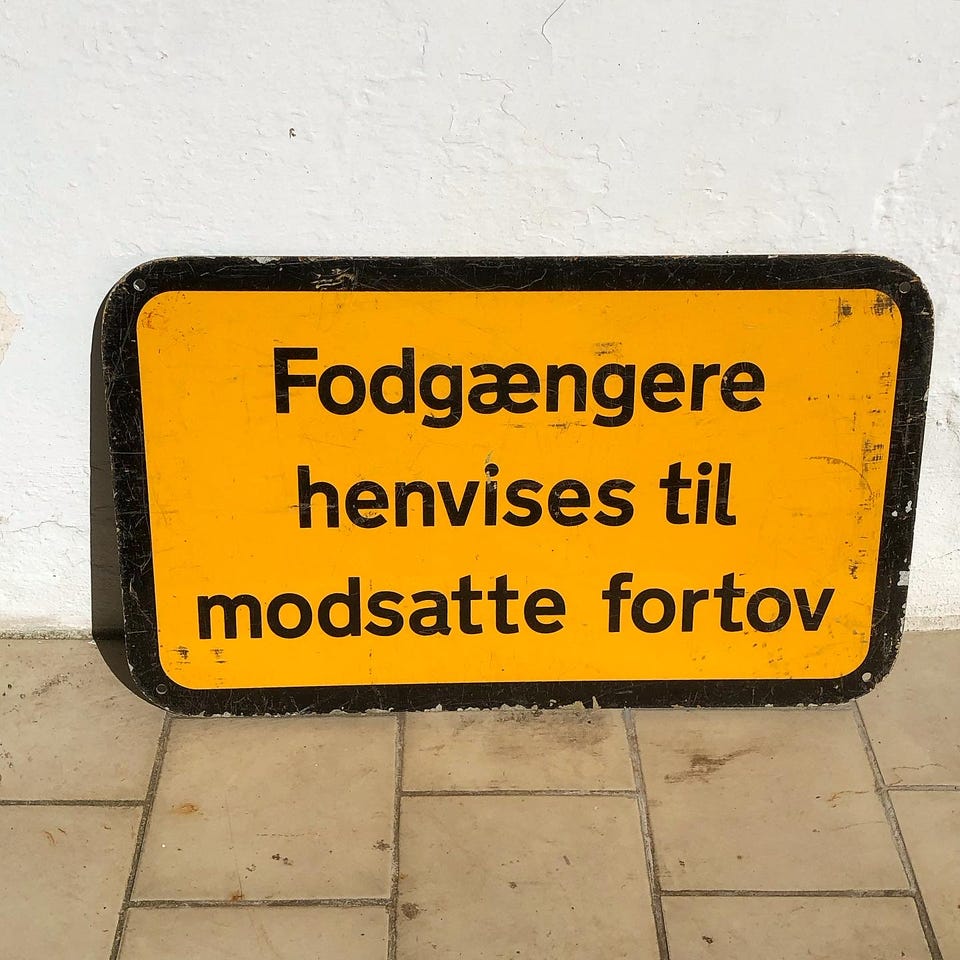 Fodgængere
henvises til
modsatte fortov